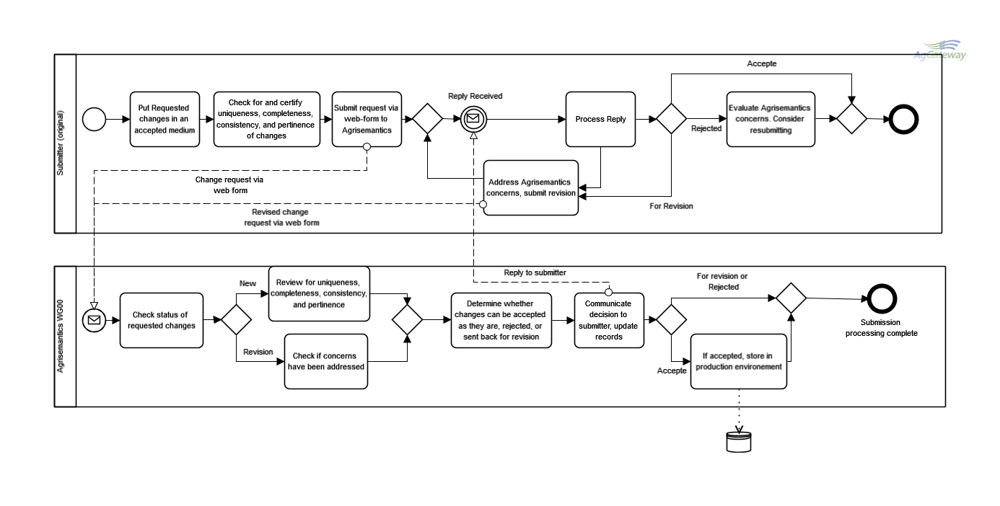 AgGateway
Submitter (original)
Accepte
Reply Received
Put Requested
changes in an
accepted medium
Check for and certify
uniqueness, completeness,
consistency, and pertinence
of changes
Submit request via
web-form to
Agrisemantics
Process Reply
Rejected
Evaluate Agrisemantics
concerns. Consider
resubmitting
Change request via
web form
Address Agrisemantics
concerns, submit revision
For Revision
Revised change
request via web form
Agrisemantics WG00
Reply to submitter
New
Review for uniqueness,
completeness, consistency,
and pertinence
For revision or
Rejected
Check status of
requested changes
Determine whether
changes can be accepted
as they are, rejected, or
sent back for revision
Communicate
decision to
submitter, update
records
Submission
processing complete
Revision
Check if concerns
have been addressed
Accepte
If accepted, store in
production environement